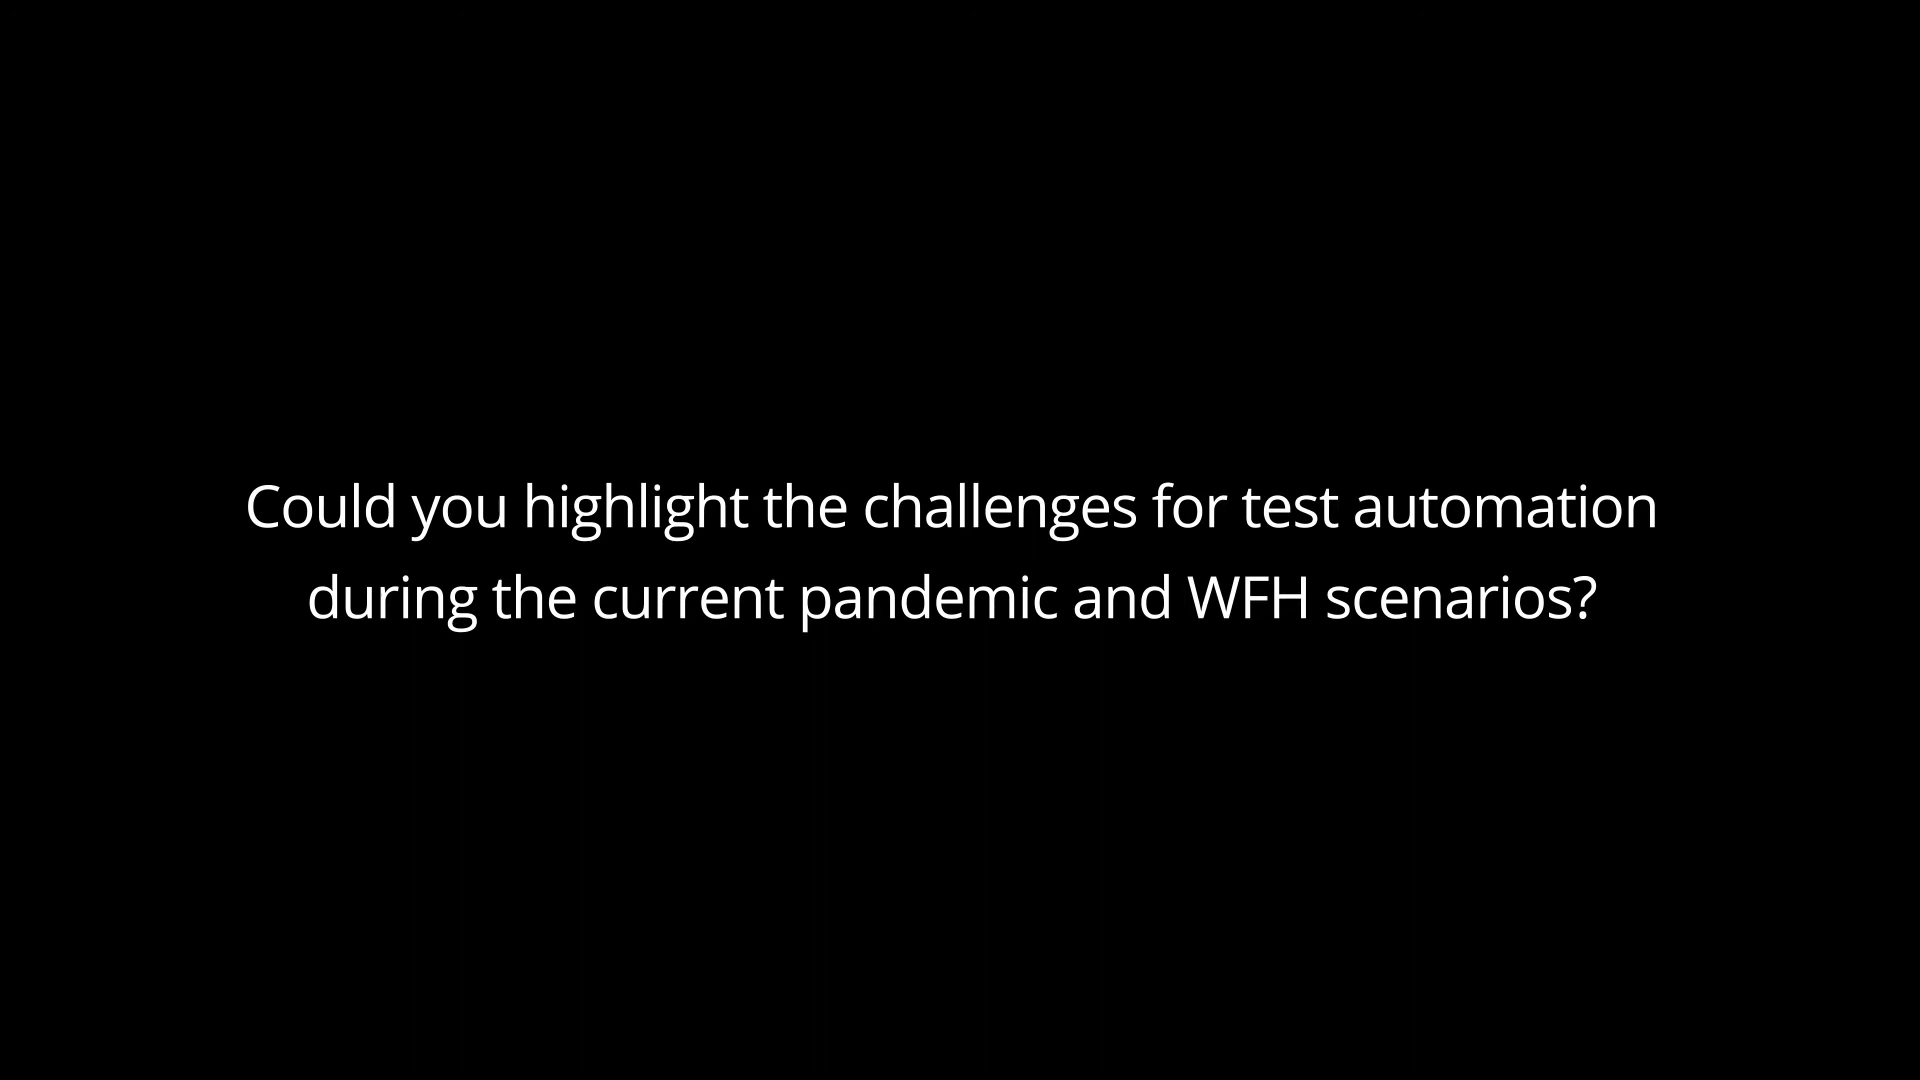 Could you highlight the challenges for test automation
during the current pandemic and WFH scenarios?